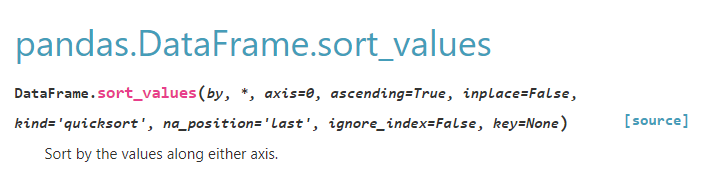 pandas.DataFrame.sort_values
DataFrame.sort_values(by, *, axis=0, ascending=True, inplace=False,
kind='quicksort', na_position='last', ignore_index=False, key=None) [source]
Sort by the values along either axis.